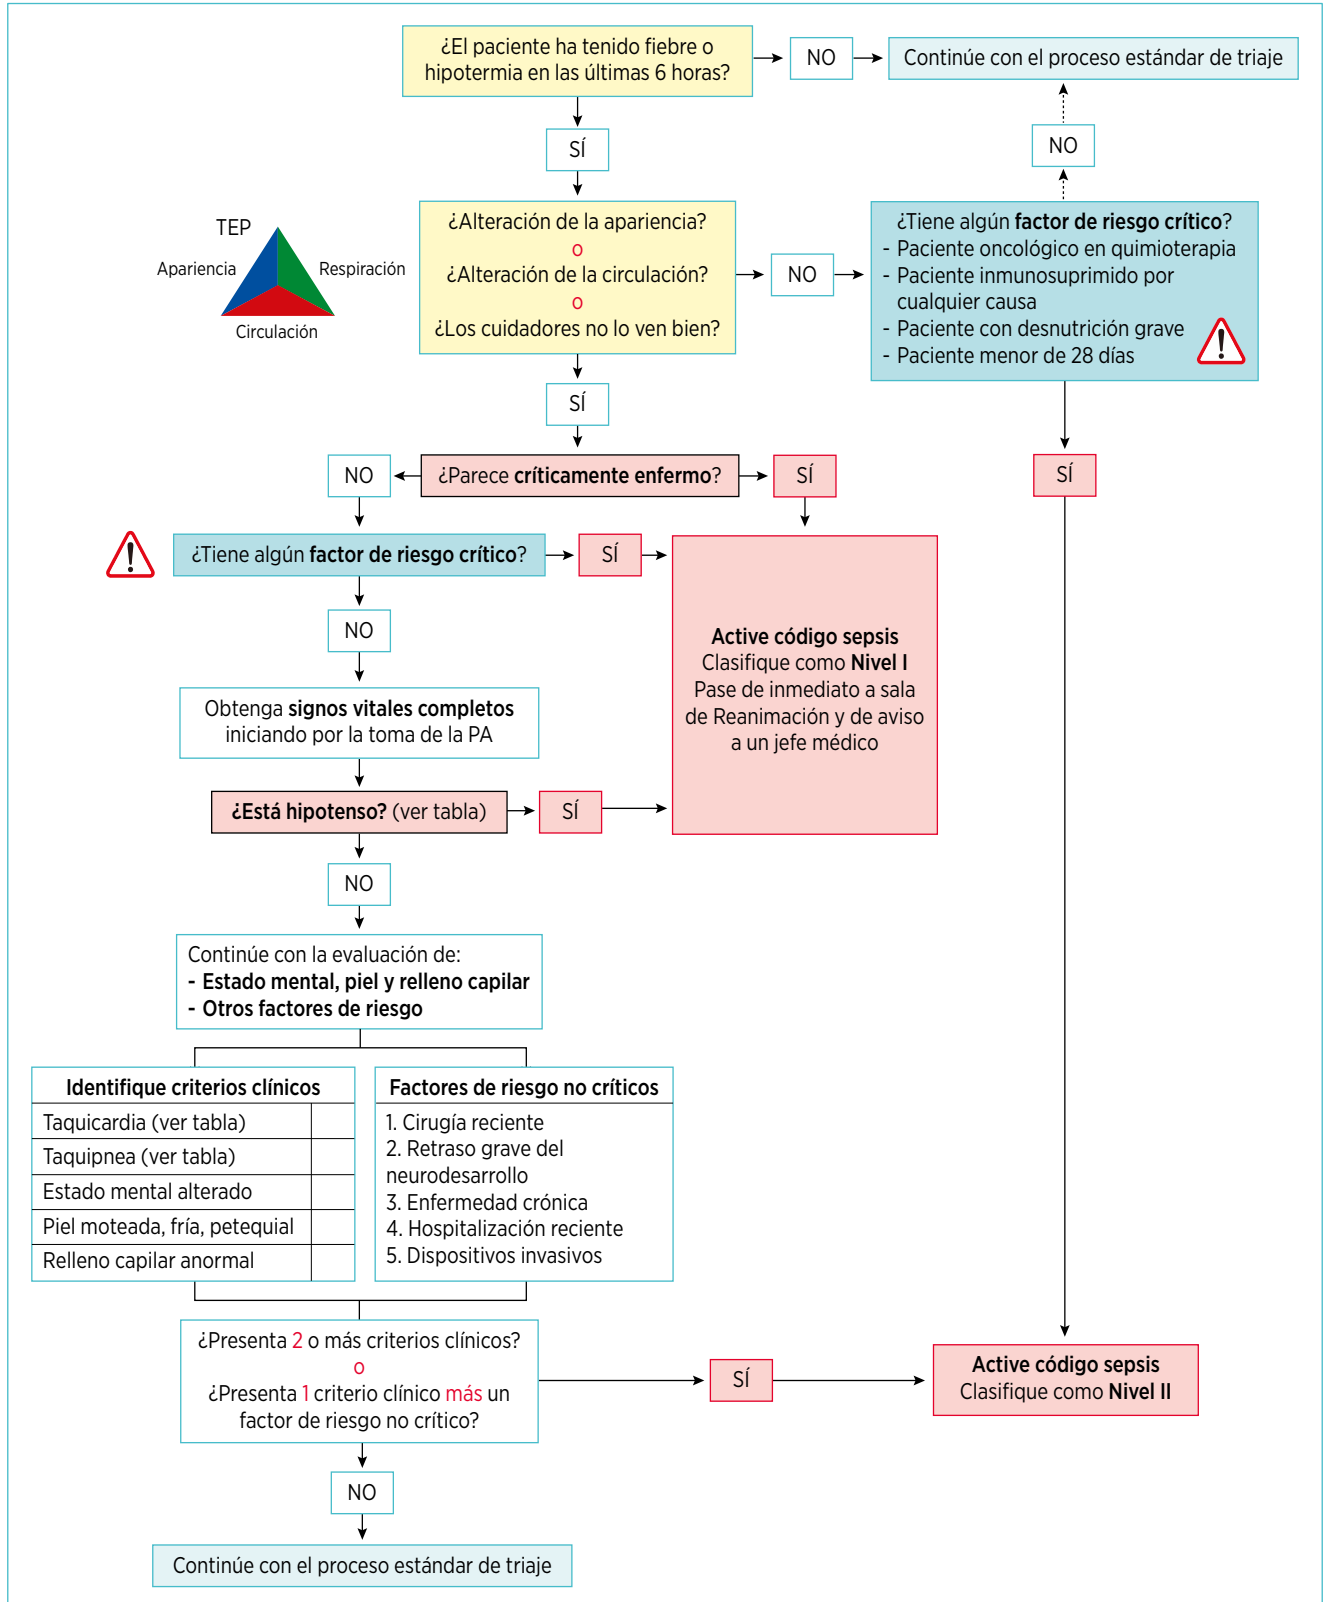 ¿El paciente ha tenido fiebre o
hipotermia en las últimas 6 horas?
NO
Continúe con el proceso estándar de triaje
SÍ
NO
TEP
Apariencia
Respiración
Circulación
¿Alteración de la apariencia?
o
¿Alteración de la circulación?
o
¿Los cuidadores no lo ven bien?
NO
¿Tiene algún factor de riesgo crítico?
- Paciente oncológico en quimioterapia
- Paciente inmunosuprimido por
cualquier causa
- Paciente con desnutrición grave
- Paciente menor de 28 días
!
SÍ
SÍ
NO
¿Parece críticamente enfermo?
SÍ
!
¿Tiene algún factor de riesgo crítico?
SÍ
NO
Active código sepsis
Clasifique como Nivel I
Pase de inmediato a sala
de Reanimación y de aviso
a un jefe médico
Obtenga signos vitales completos
iniciando por la toma de la PA
¿Está hipotenso? (ver tabla)
SÍ
NO
Continúe con la evaluación de:
- Estado mental, piel y relleno capilar
- Otros factores de riesgo
Identifique criterios clínicos
Taquicardia (ver tabla)
Taquipnea (ver tabla)
Estado mental alterado
Piel moteada, fría, petequial
Relleno capilar anormal
Factores de riesgo no críticos
1. Cirugía reciente
2. Retraso grave del
neurodesarrollo
3. Enfermedad crónica
4. Hospitalización reciente
5. Dispositivos invasivos
¿Presenta 2 o más criterios clínicos?
o
¿Presenta 1 criterio clínico más un
factor de riesgo no crítico?
SÍ
Active código sepsis
Clasifique como Nivel II
NO
Continúe con el proceso estándar de triaje